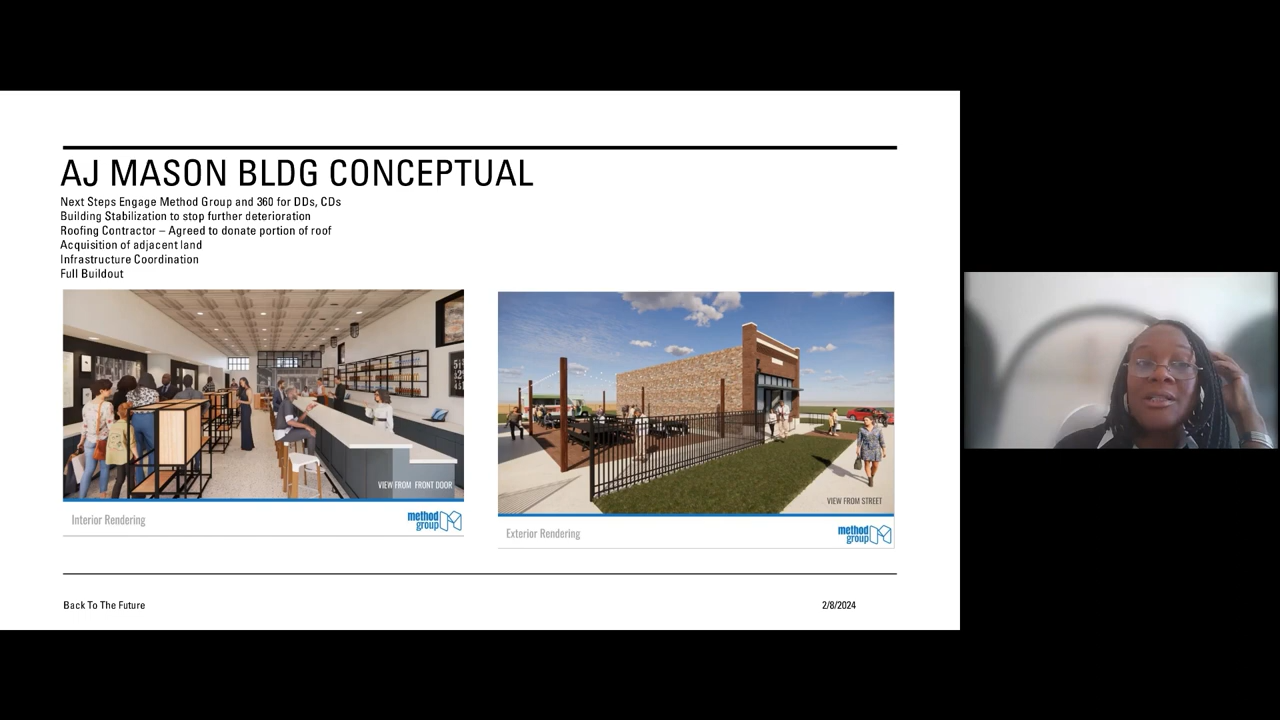 AJ MASON BLDG CONCEPTUAL
Next Steps Engage Method Group and 360 for DDs, CDs
Building Stabilization to stop further deterioration
Roofing Contractor – Agreed to donate portion of roof
Acquisition of adjacent land
Infrastructure Coordination
Full Buildout
VIEW FROM FRONT DOOR
Interior Rendering
method
group
VIEW FROM STREET
Exterior Rendering
method
group
Back To The Future
2/8/2024